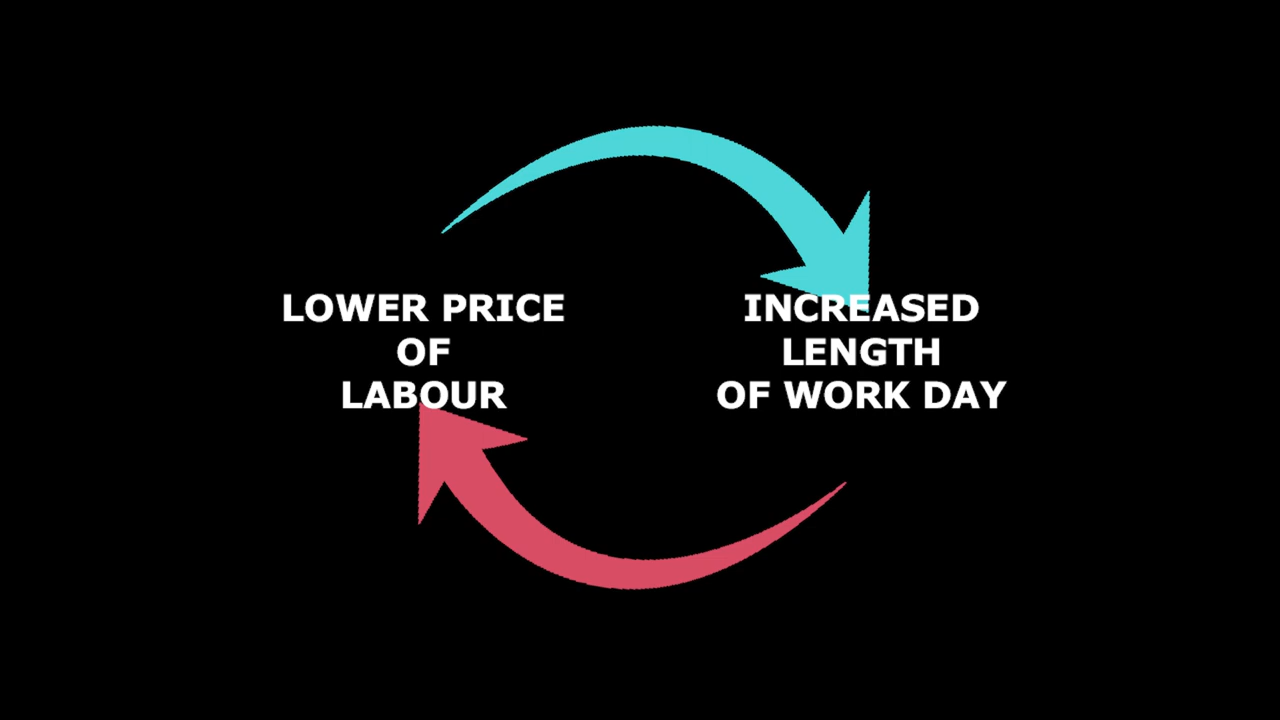 LOWER PRICE
OF
LABOUR
INCREASED
LENGTH
OF WORK DAY